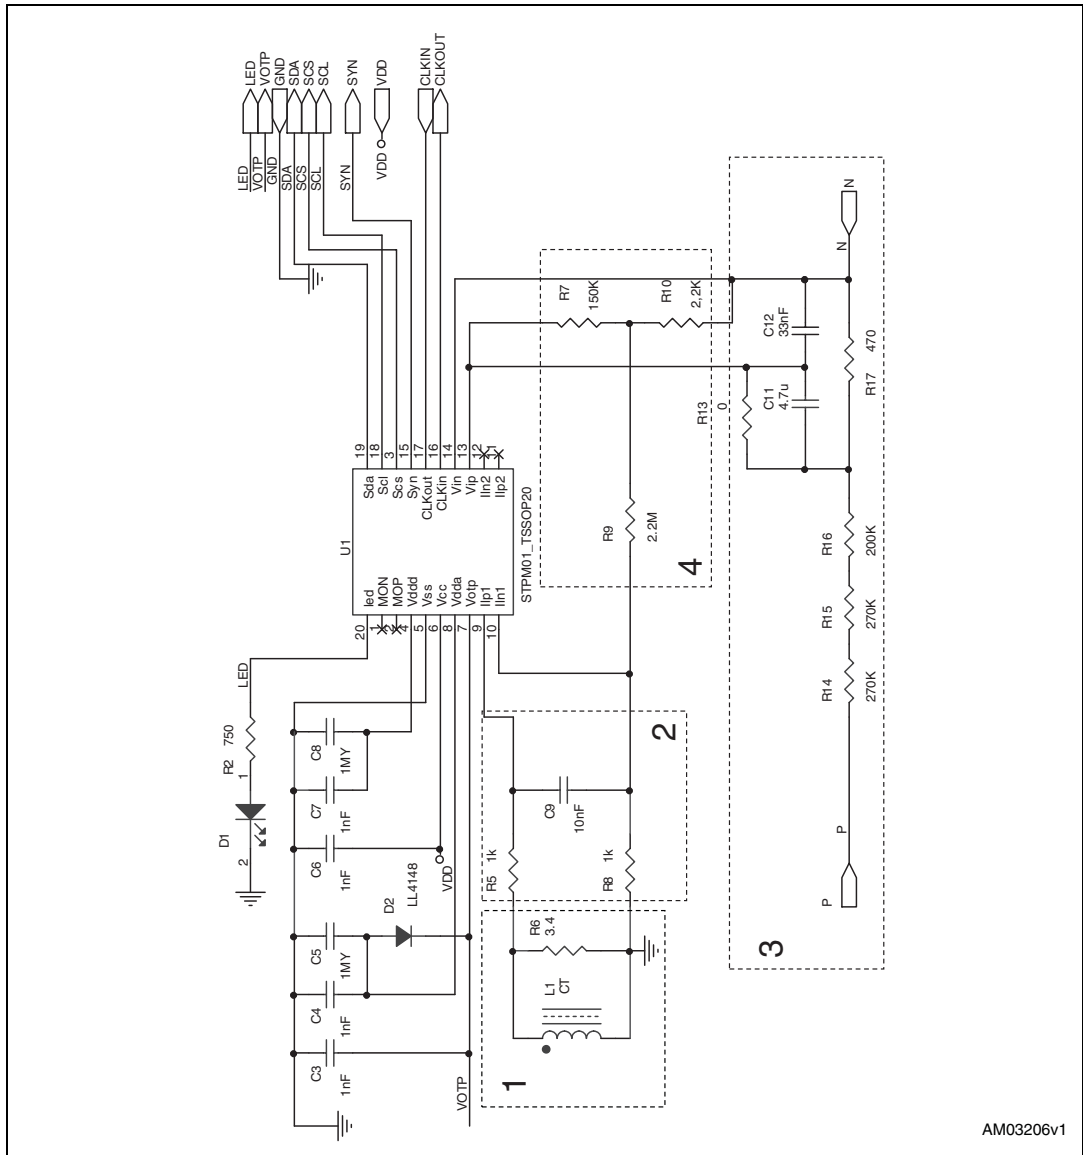 LED
VOTP
GND
SDA
SCS
SCL
SYN
VDD
CLKIN
CLKOUT
LED
VOTP
GND
SDA
SCS
SCL
SYN
VDD
N
N
R7
150K
R10
2,2K
C12
33nF
470
R17
R13
0
C11
4.7u
19
18
3
15
17
16
14
13
12
11
Sda
Scl
Scs
Syn
CLKout
CLKin
Vin
Vip
IIn2
IIp2
U1
STPM01_TSSOP20
led
MON
MOP
Vddd
Vss
Vcc
Vdda
Votp
IIp1
IIn1
20
1
2
4
5
6
8
7
9
10
R9
2.2M
4
R16
200K
R15
270K
R14
270K
LED
R2
750
1
D1
2
C8
1MY
C7
1nF
C6
1nF
VDD
D2
LL4148
C5
1MY
C4
1nF
C3
1nF
VOTP
2
C9
10nF
R5
1k
R8
1k
R6
3.4
L1
CT
1
P
P
3
AM03206v1